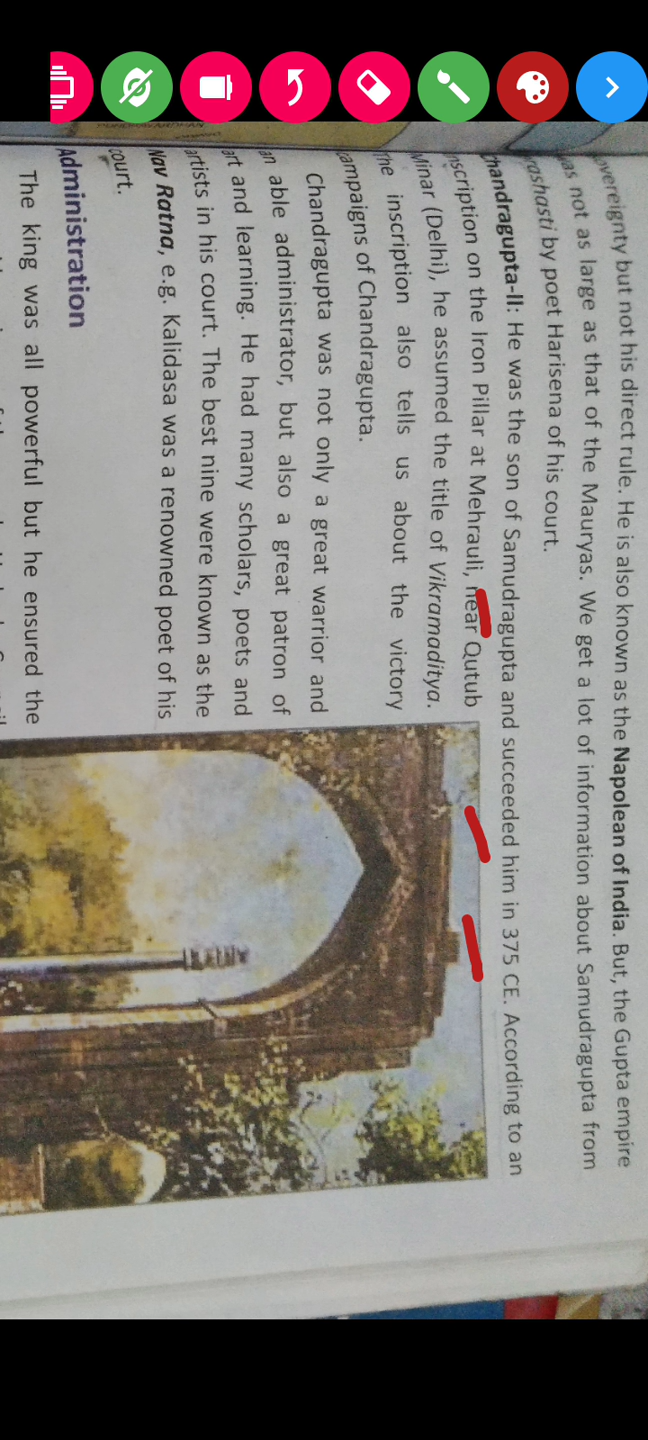 overeignty but not his direct rule. He is also known as the Napolean of India. But, the Gupta empire
was not as large as that of the Mauryas. We get a lot of information about Samudragupta from
rashasti by poet Harisena of his court.
handragupta-II: He was the son of Samudragupta and succeeded him in 375 CE. According to an
nscription on the Iron Pillar at Mehrauli, near Qutub
Minar (Delhi), he assumed the title of Vikramaditya.
The inscription also tells us about the victory
campaigns of Chandragupta.
Chandragupta was not only a great warrior and
an able administrator, but also a great patron of
art and learning. He had many scholars, poets and
artists in his court. The best nine were known as the
Nav Ratna, e.g. Kalidasa was a renowned poet of his
court.
Administration
The king was all powerful but he ensured the